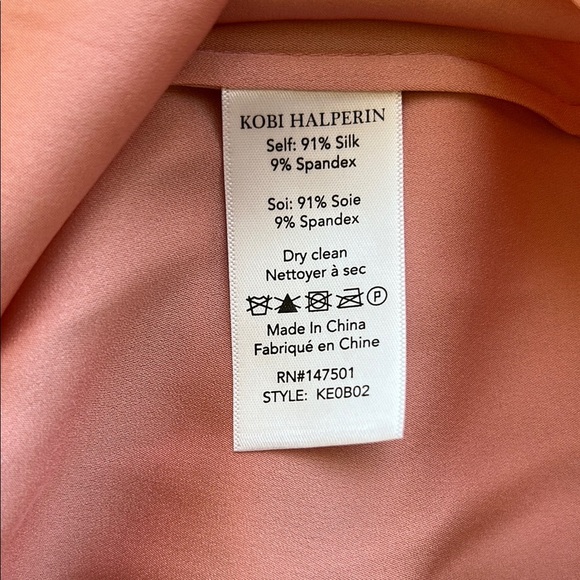 KOBI HALPERIN
Self: 91% Silk
9% Spandex
Soi: 91% Soie
9% Spandex
Dry clean
Nettoyer à sec
P
Made In China
Fabriqué en Chine
RN#147501
STYLE: KE0B02